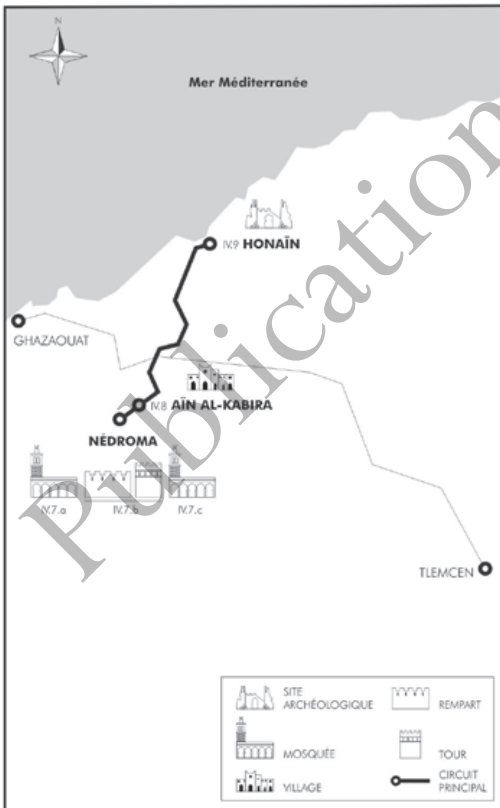 N
Mer Méditerranée
IV.9 HONAÏN
GHAZAOUAT
IV.8 AÏN AL-KABIRA
NÉDROMA
IV.7.a IV.7.b IV.7.c
TLEMCEN
Publication
SITE ARCHÉOLOGIQUE
REMPART
MOSQUÉE
TOUR
VILLAGE
CIRCUIT PRINCIPAL